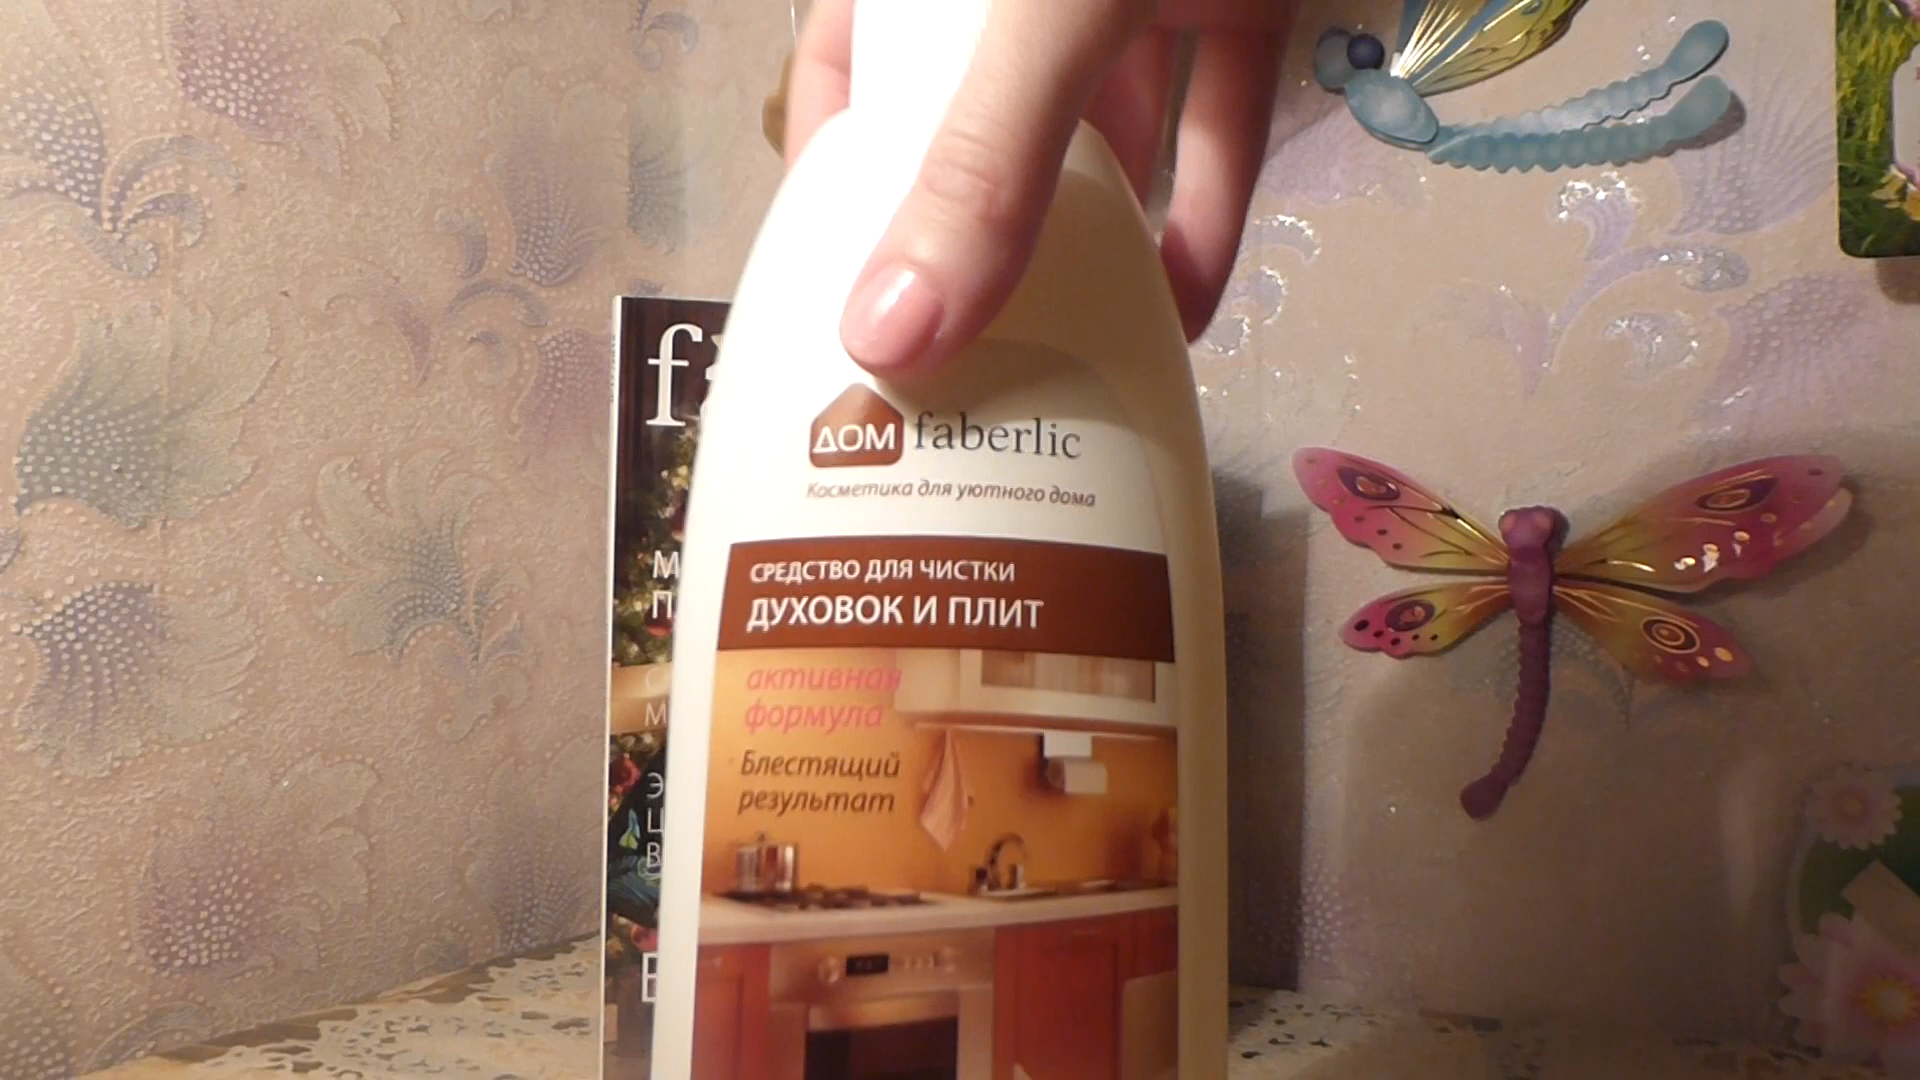 ДОМ faberlic
Косметика для уютного дома
СРЕДСТВО ДЛЯ ЧИСТКИ
ДУХОВОК И ПЛИТ
активная
формула
Блестящий
результат